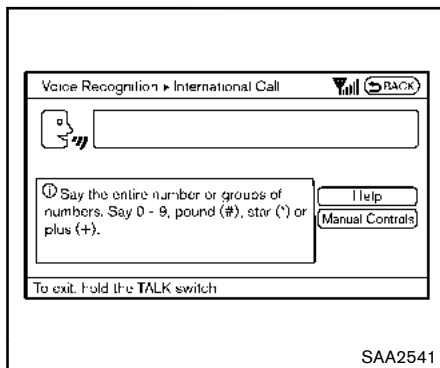 Voice Recognition ▸ International Call
BACK
Say the entire number or groups of
numbers. Say 0 - 9, pound (#), star (*) or
plus (+).
Help
Manual Controls
To exit, hold the TALK switch
SAA2541